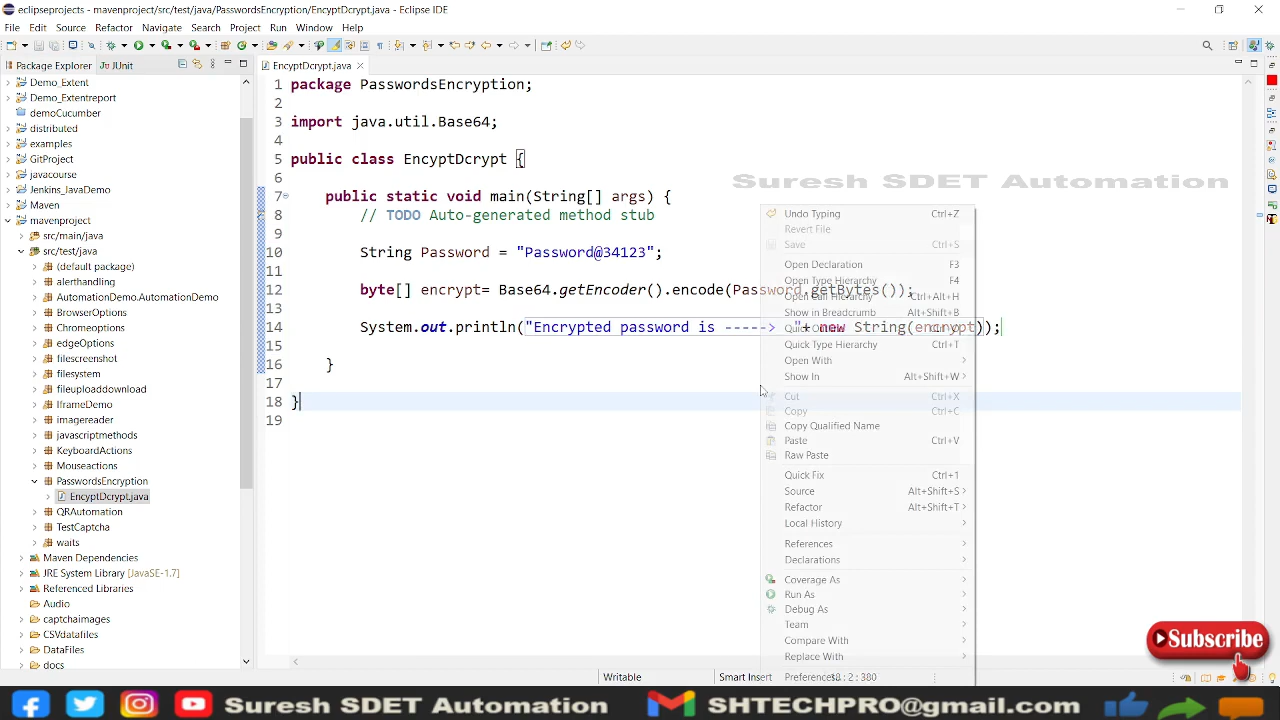 eclipseprojects - mavenproject/src/test/java/PasswordsEncryption/EncyptDcrypt.java - Eclipse IDE
File Edit Source Refactor Navigate Search Project Run Window Help
Package Explorer JUnit
EncyptDcrypt.java
Demo_Extent
Demo_Extentreport
demoCucumber
distributed
examples
GitProject
javacourse
Jenkins_JavaDemo
Maven
mavenproject
src/main/java
src/test/java
(default package)
alerthandling
AutomationDemo.AutomationDemo
BrowserOptions
Chromeoptions
edgeOptions
filescreenshot
filesystem
fileuploaddownload
IframeDemo
imagereader
javascriptmethods
KeyboardActions
Mouseactions
PasswordsEncryption
EncyptDcrypt.java
QRAutomation
TestCaptcha
waits
Maven Dependencies
JRE System Library [JavaSE-1.7]
Referenced Libraries
Audio
captchaimages
CSVdatafiles
DataFiles
docs
1 package PasswordsEncryption;
2
3 import java.util.Base64;
4
5 public class EncyptDcrypt {
6
7 public static void main(String[] args) {
8 // TODO Auto-generated method stub
9
10 String Password = "Password@34123";
11
12 byte[] encrypt= Base64.getEncoder().encode(Password.getBytes());
13
14 System.out.println("Encrypted password is -----> "+ new String(encrypt));
15
16 }
17
18 }
19
Suresh SDET Automation
Undo Typing Ctrl+Z
Revert File
Save Ctrl+S
Open Declaration F3
Open Type Hierarchy F4
Open Call Hierarchy Ctrl+Alt+H
Show in Breadcrumb Alt+Shift+B
Quick Type Hierarchy Ctrl+T
Open With
Show In Alt+Shift+W
Cut Ctrl+X
Copy Ctrl+C
Copy Qualified Name
Paste Ctrl+V
Raw Paste
Quick Fix Ctrl+1
Source Alt+Shift+S
Refactor Alt+Shift+T
Local History
References
Declarations
Coverage As
Run As
Debug As
Team
Compare With
Replace With
Preferences
Subscribe
Writable Smart Insert 18 : 2 : 380
Suresh SDET Automation SHTECHPRO@gmail.com